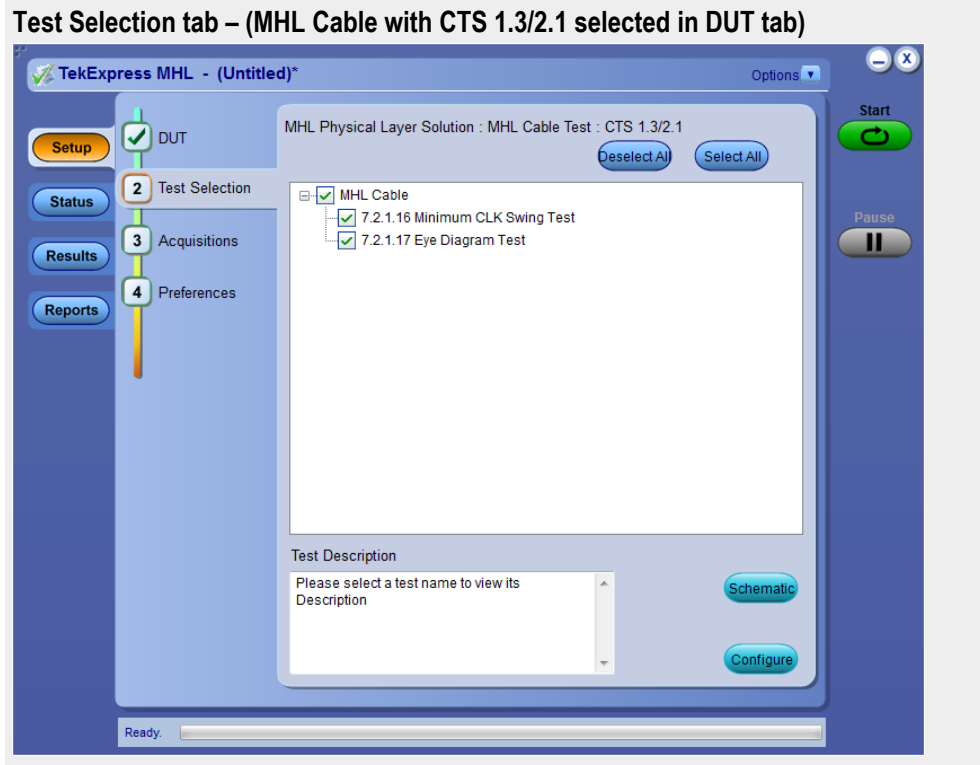 Test Selection tab – (MHL Cable with CTS 1.3/2.1 selected in DUT tab)
TekExpress MHL - (Untitled)*
Options
x
Start
Setup
Status
Results
Reports
DUT
2 Test Selection
3 Acquisitions
4 Preferences
MHL Physical Layer Solution : MHL Cable Test : CTS 1.3/2.1
Deselect All
Select All
MHL Cable
7.2.1.16 Minimum CLK Swing Test
7.2.1.17 Eye Diagram Test
Pause
Test Description
Please select a test name to view its
Description
Schematic
Configure
Ready.